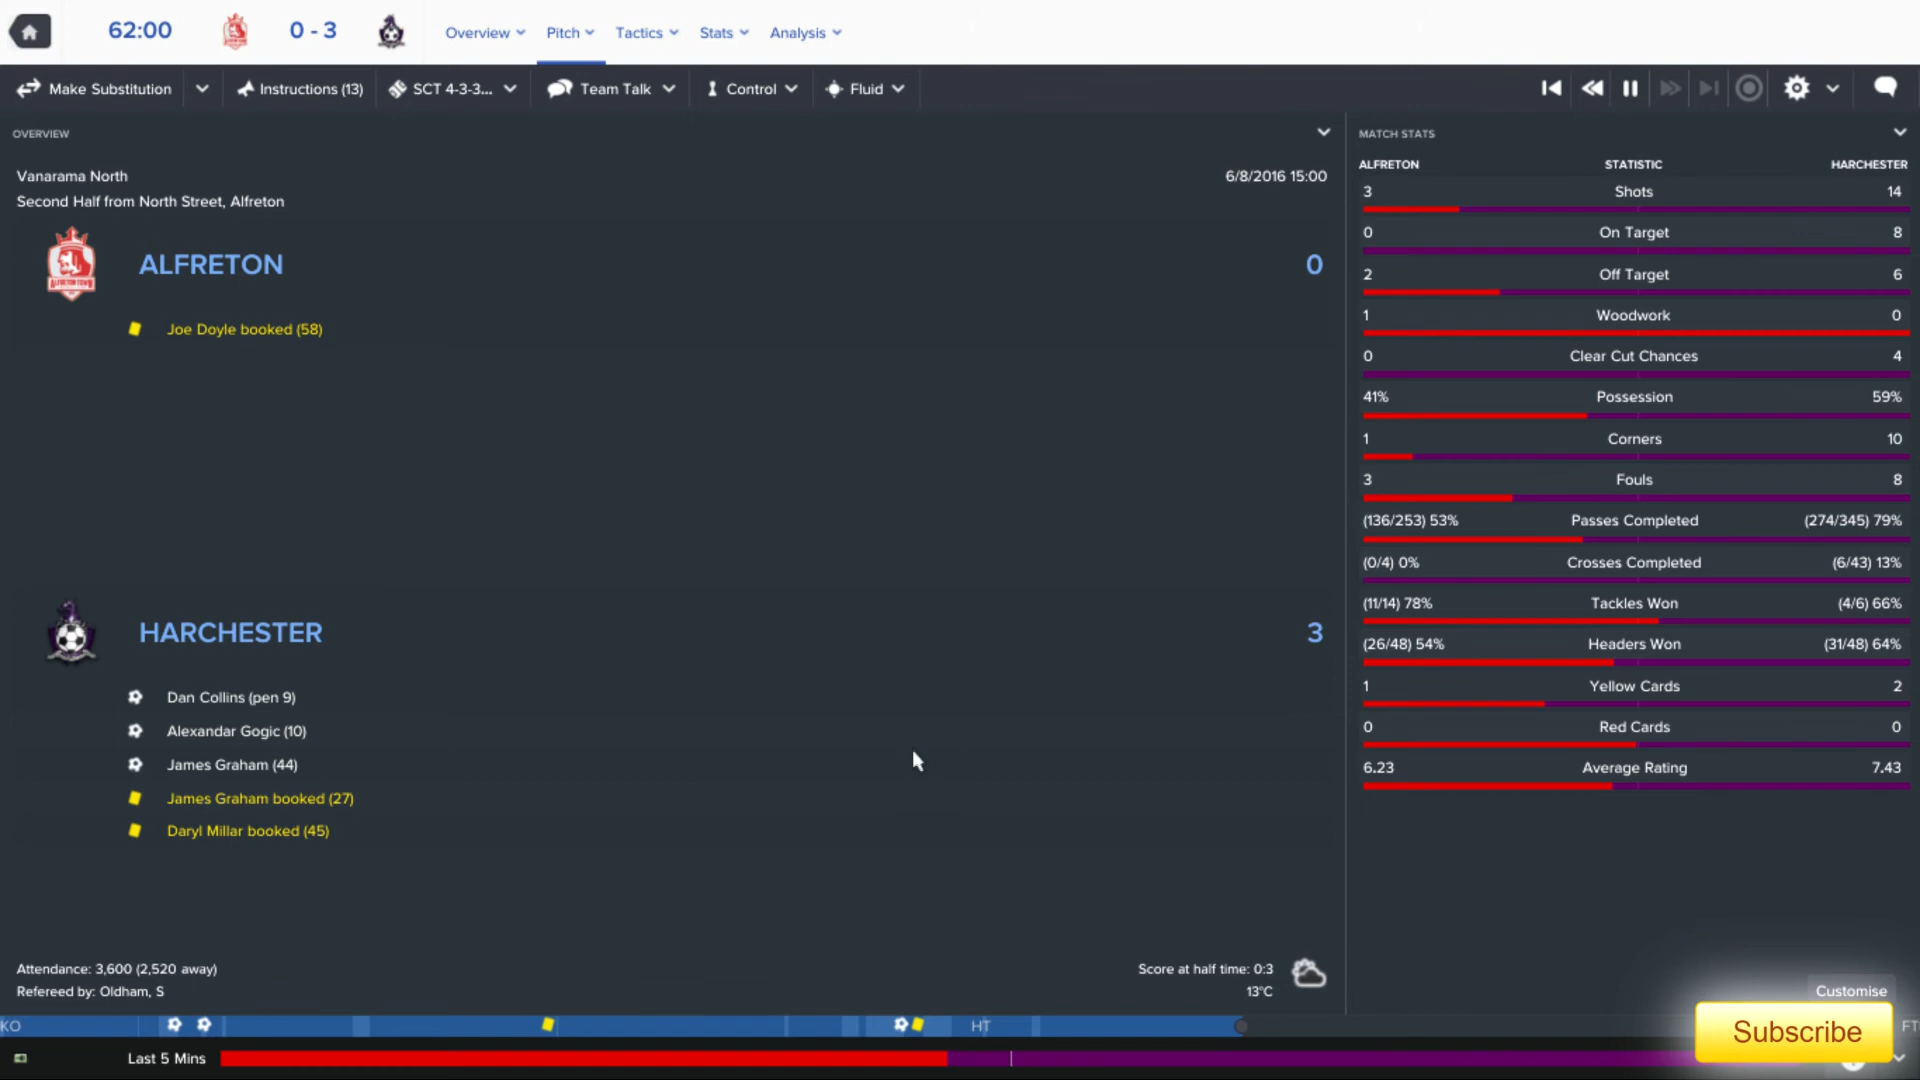 62:00 0 - 3 Overview Pitch Tactics Stats Analysis
Make Substitution Instructions (13) SCT 4-3-3... Team Talk Control Fluid
OVERVIEW
Vanarama North 6/8/2016 15:00
Second Half from North Street, Alfreton
ALFRETON TOWN
ALFRETON 0
Joe Doyle booked (58)
HARCHESTER 3
Dan Collins (pen 9)
Alexandar Gogic (10)
James Graham (44)
James Graham booked (27)
Daryl Millar booked (45)
Attendance: 3,600 (2,520 away) Score at half time: 0:3
Refereed by: Oldham, S 13°C
MATCH STATS
ALFRETON STATISTIC HARCHESTER
3 Shots 14
0 On Target 8
2 Off Target 6
1 Woodwork 0
0 Clear Cut Chances 4
41% Possession 59%
1 Corners 10
3 Fouls 8
(136/253) 53% Passes Completed (274/345) 79%
(0/4) 0% Crosses Completed (6/43) 13%
(11/14) 78% Tackles Won (4/6) 66%
(26/48) 54% Headers Won (31/48) 64%
1 Yellow Cards 2
0 Red Cards 0
6.23 Average Rating 7.43
Customise
KO HT FT
Subscribe
Last 5 Mins